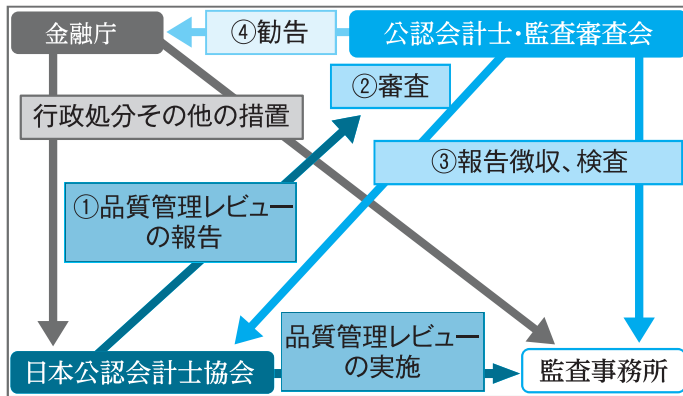 金融庁
④勧告
公認会計士・監査審査会
②審査
行政処分その他の措置
③報告徴収、検査
①品質管理レビュー
の報告
品質管理レビュー
の実施
日本公認会計士協会
監査事務所